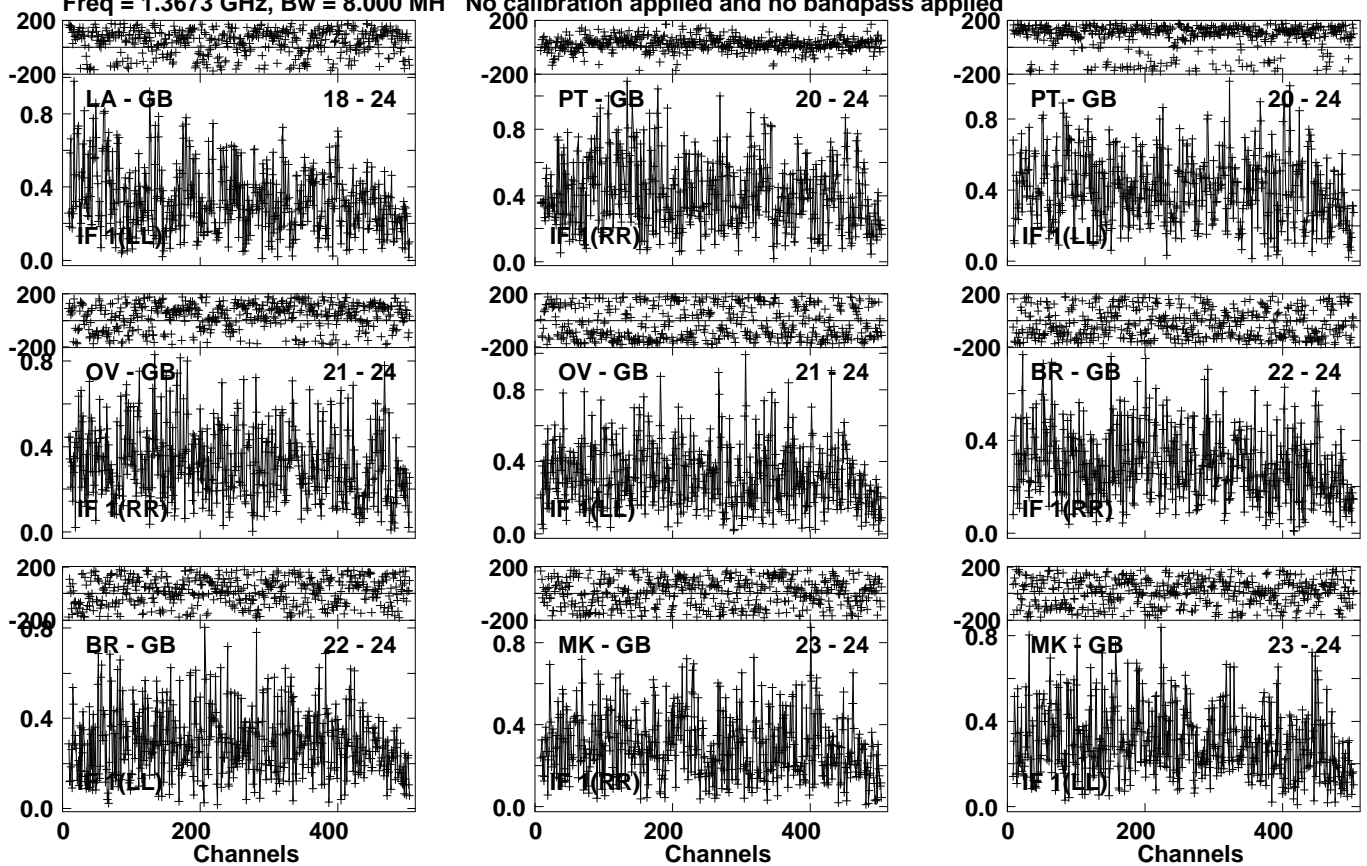 Freq = 1.3673 GHz, Bw = 8.000 MH No calibration applied and no bandpass applied
200 200 200
-200 -200 -200
LA - GB 18 - 24 PT - GB 20 - 24 PT - GB 20 - 24
0.8 0.8 0.8
0.4 0.4 0.4
IF 1(LL) IF 1(RR) IF 1(LL)
0.0 0.0 0.0
200 200 200
-200 -200 -200
0.8
OV - GB 21 - 24 OV - GB 21 - 24 BR - GB 22 - 24
0.8 0.8
0.4 0.4 0.4
IF 1(RR) IF 1(LL) IF 1(RR)
0.0 0.0 0.0
200 200 200
-200 -200 -200
0.8 0.8
BR - GB 22 - 24 MK - GB 23 - 24 MK - GB 23 - 24
0.8
0.4 0.4 0.4
IF 1(LL) IF 1(RR) IF 1(LL)
0.0 0.0 0.0
0 200 400 0 200 400 0 200 400
Channels Channels Channels